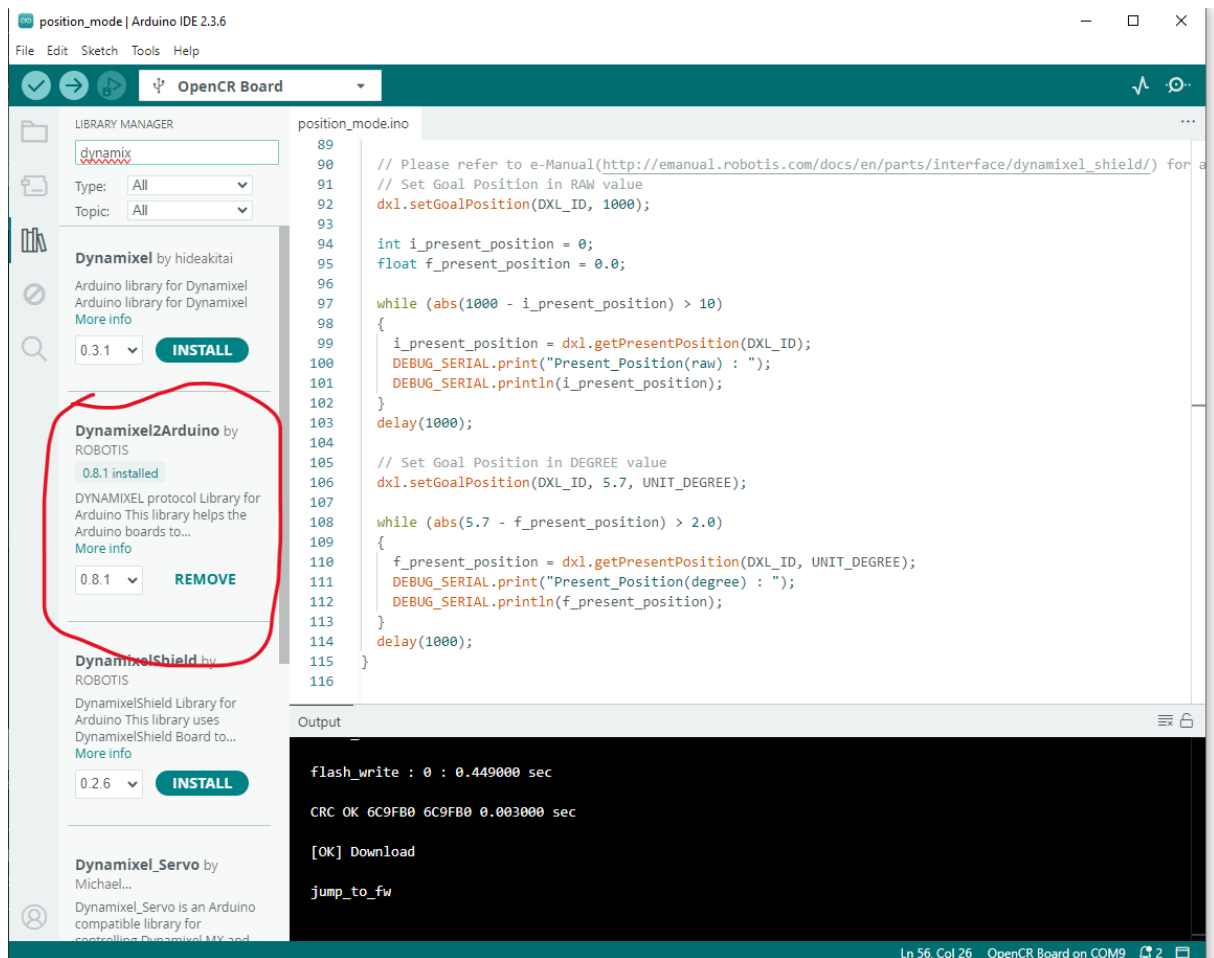 position_mode | Arduino IDE 2.3.6
File Edit Sketch Tools Help
OpenCR Board
LIBRARY MANAGER
dynamix
Type: All
Topic: All
Dynamixel by hideakitai
Arduino library for Dynamixel
Arduino library for Dynamixel
More info
0.3.1 INSTALL
Dynamixel2Arduino by
ROBOTIS
0.8.1 installed
DYNAMIXEL protocol Library for
Arduino This library helps the
Arduino boards to...
More info
0.8.1 REMOVE
DynamixelShield by
ROBOTIS
DynamixelShield Library for
Arduino This library uses
DynamixelShield Board to...
More info
0.2.6 INSTALL
Dynamixel_Servo by
Michael...
Dynamixel_Servo is an Arduino
compatible library for
controlling Dynamixel MX and
position_mode.ino
89
90 // Please refer to e-Manual(http://emanual.robotis.com/docs/en/parts/interface/dynamixel_shield/) for a
91 // Set Goal Position in RAW value
92 dxl.setGoalPosition(DXL_ID, 1000);
93
94 int i_present_position = 0;
95 float f_present_position = 0.0;
96
97 while (abs(1000 - i_present_position) > 10)
98 {
99 i_present_position = dxl.getPresentPosition(DXL_ID);
100 DEBUG_SERIAL.print("Present_Position(raw) : ");
101 DEBUG_SERIAL.println(i_present_position);
102 }
103 delay(1000);
104
105 // Set Goal Position in DEGREE value
106 dxl.setGoalPosition(DXL_ID, 5.7, UNIT_DEGREE);
107
108 while (abs(5.7 - f_present_position) > 2.0)
109 {
110 f_present_position = dxl.getPresentPosition(DXL_ID, UNIT_DEGREE);
111 DEBUG_SERIAL.print("Present_Position(degree) : ");
112 DEBUG_SERIAL.println(f_present_position);
113 }
114 delay(1000);
115 }
116
Output
flash_write : 0 : 0.449000 sec
CRC OK 6C9FB0 6C9FB0 0.003000 sec
[OK] Download
jump_to_fw
Ln 56, Col 26 OpenCR Board on COM9 2